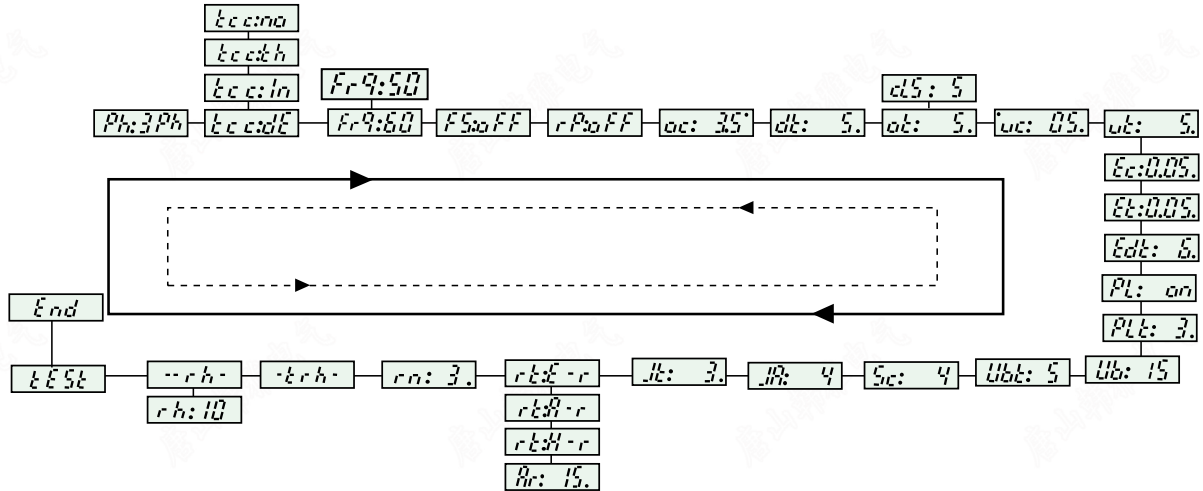 tcc:no
tcc:th
tcc:In
Fr9:50
cLS: 5
Ph:3Ph
tcc:dE
Fr9:60
FS:oFF
rP:oFF
oc: 3.5
dt: 5.
ot: 5.
uc: 0.5.
ut: 5.
Ec:0.05.
Et:0.05.
Edt: 6.
PL: on
PLt: 3.
End
tESt
--rh-
-trh-
rn: 3.
rt:E-r
Jt: 3.
JA: 4
Sc: 4
Ubt: 5
Ub: 15
rh:10
rt:A-r
rt:H-r
Ar: 15.